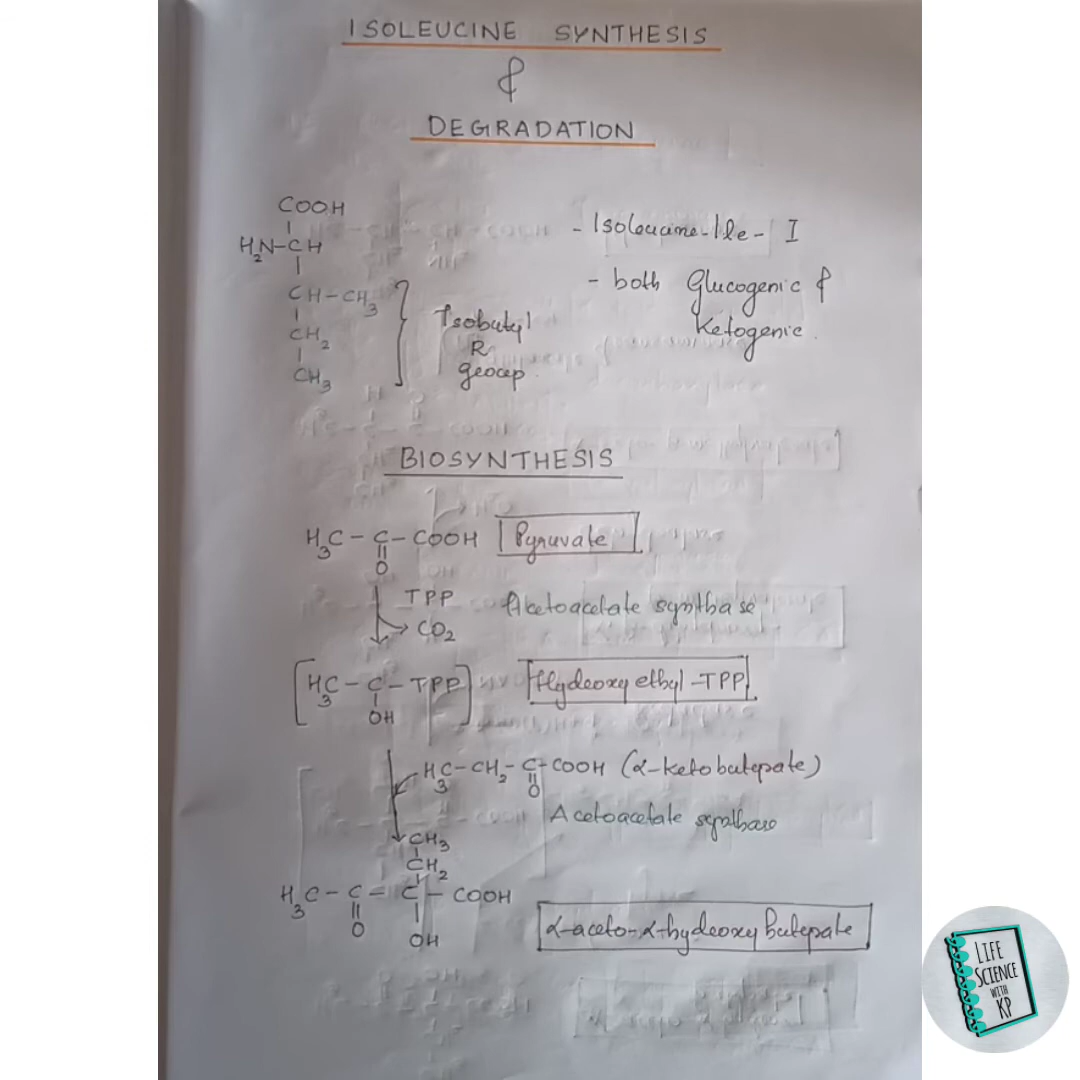 ISOLEUCINE SYNTHESIS
&
DEGRADATION
COOH
H₂N-CH
CH-CH₃
CH₂
CH₃
Isobutyl
R
group
- Isoleucine-Ile- I
- both Glucogenic &
Ketogenic.
BIOSYNTHESIS
H₃C - C - COOH Pyruvate
O
TPP Acetoacetate synthase
CO₂
[H₃C - C - TPP] Hydroxy ethyl -TPP
OH
H₃C-CH₂-C-COOH (α-ketobutyrate)
O
Acetoacetate synthase
CH₃
CH₂
H₃C - C = C - COOH
O
OH
α-aceto-α-hydroxy Butyrate
LIFE
SCIENCE
WITH
KP